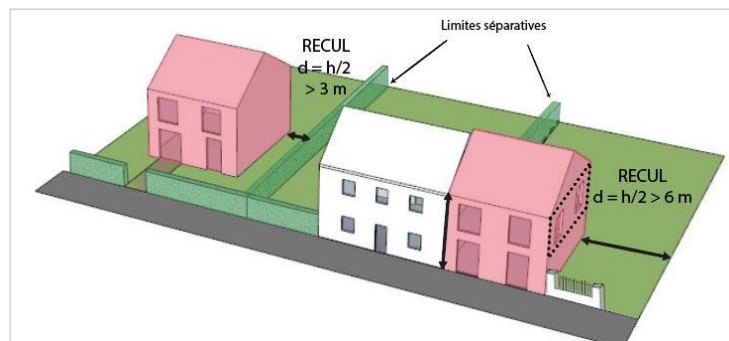 Limites séparatives
RECUL
d = h/2
> 3 m
RECUL
d = h/2 > 6 m